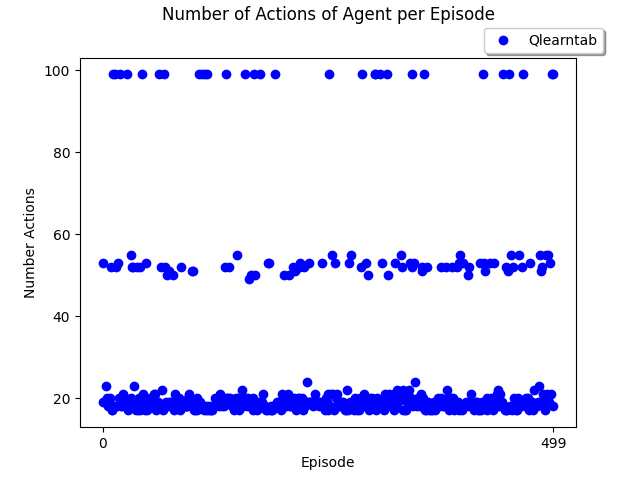 Number of Actions of Agent per Episode
Qlearntab
100
80
60
40
20
Number Actions
0
499
Episode